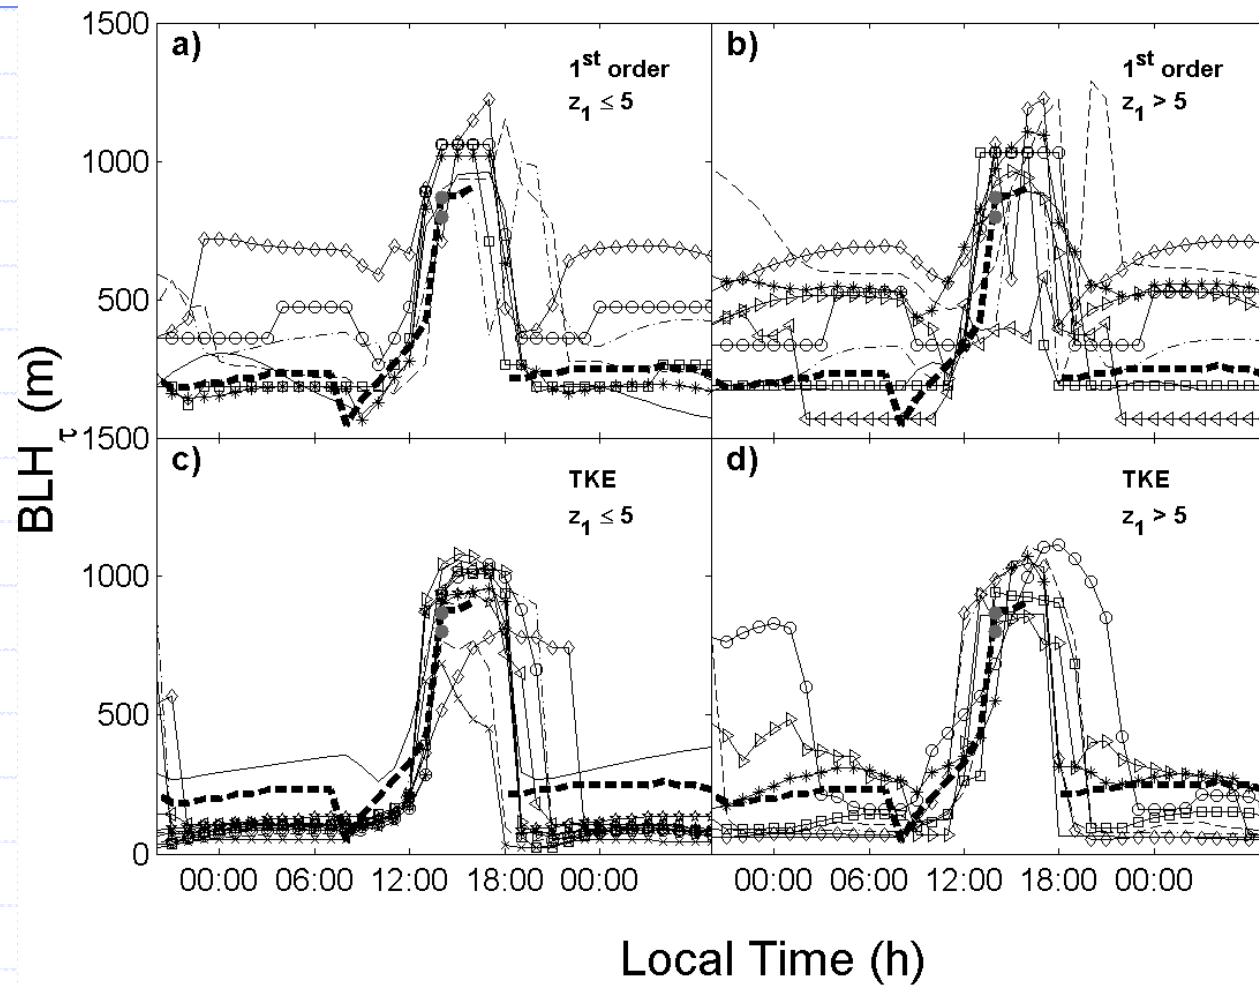 1500
a)
1st order
z1 ≤ 5
b)
1st order
z1 > 5
1000
500
1500
c)
TKE
z1 ≤ 5
d)
TKE
z1 > 5
1000
500
0
BLHτ (m)
00:00 06:00 12:00 18:00 00:00
00:00 06:00 12:00 18:00 00:00
Local Time (h)